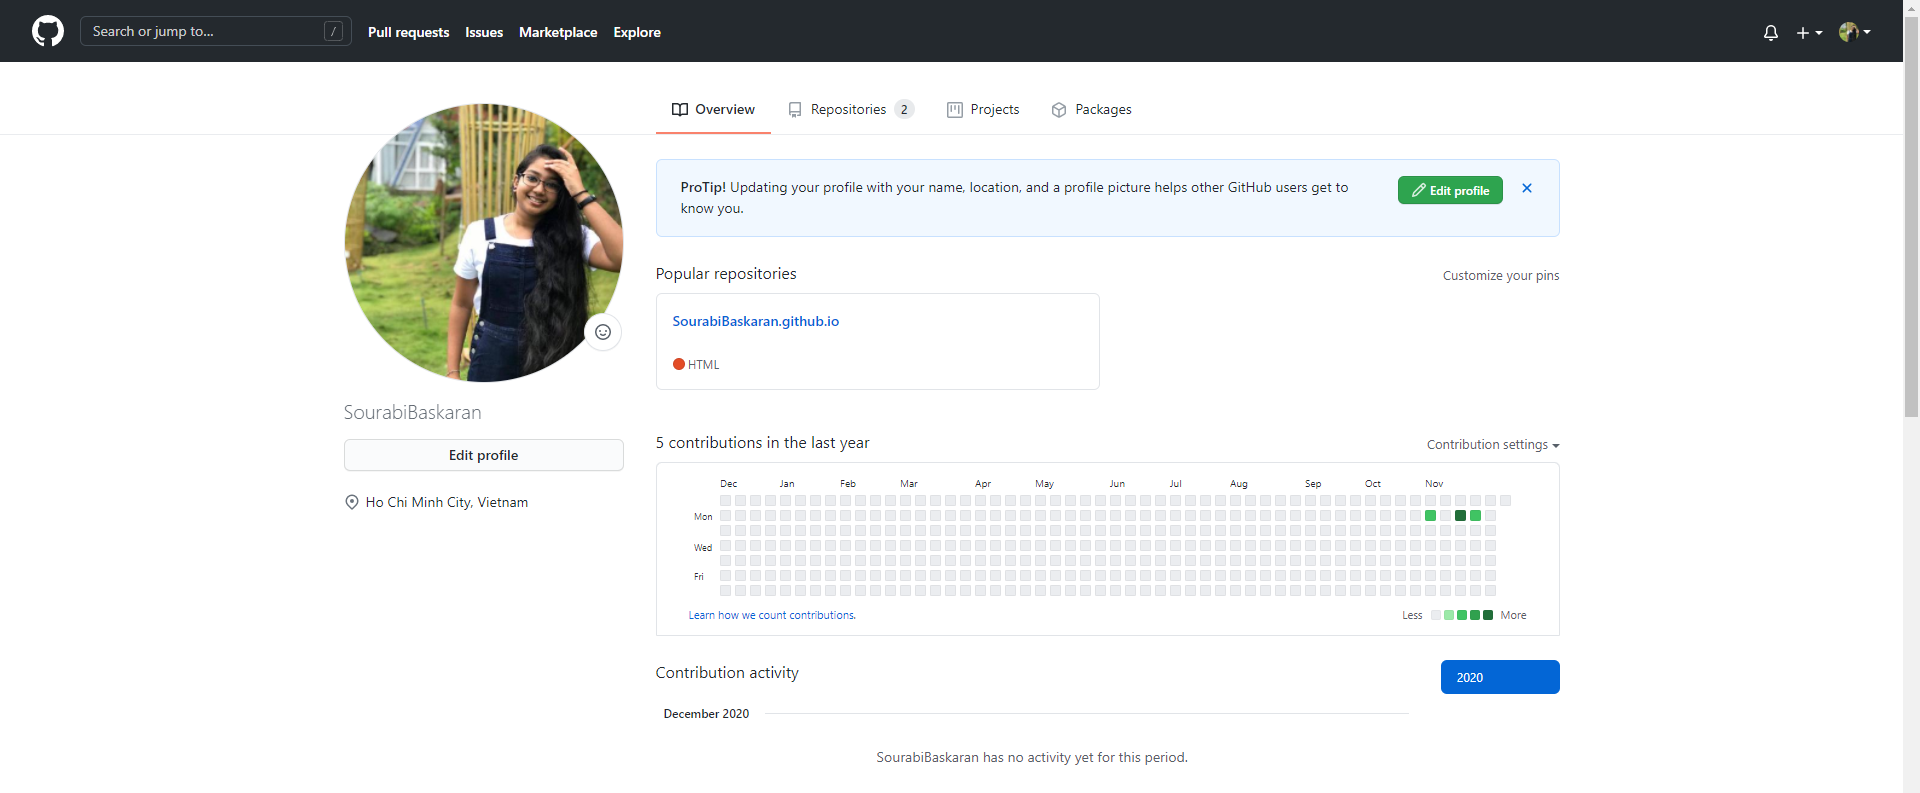 Search or jump to... /
Pull requests
Issues
Marketplace
Explore
Overview
Repositories 2
Projects
Packages
ProTip! Updating your profile with your name, location, and a profile picture helps other GitHub users get to
know you.
Edit profile
Popular repositories
Customize your pins
SourabiBaskaran.github.io
HTML
SourabiBaskaran
Edit profile
Ho Chi Minh City, Vietnam
5 contributions in the last year
Contribution settings
Dec Jan Feb Mar Apr May Jun Jul Aug Sep Oct Nov
Mon
Wed
Fri
Learn how we count contributions.
Less More
Contribution activity
2020
December 2020
SourabiBaskaran has no activity yet for this period.